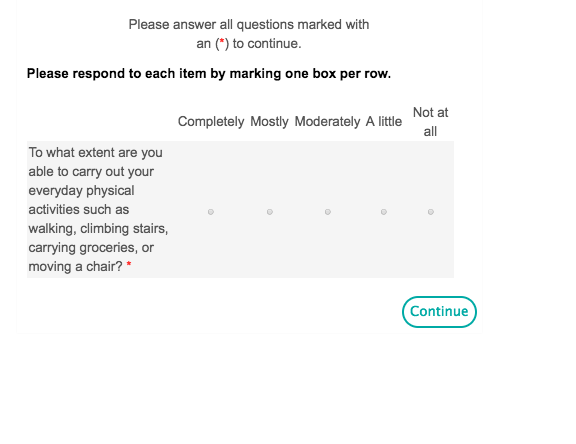 Please answer all questions marked with
an (*) to continue.
Please respond to each item by marking one box per row.
Completely Mostly Moderately A little Not at
all
To what extent are you
able to carry out your
everyday physical
activities such as
walking, climbing stairs,
carrying groceries, or
moving a chair? *
Continue